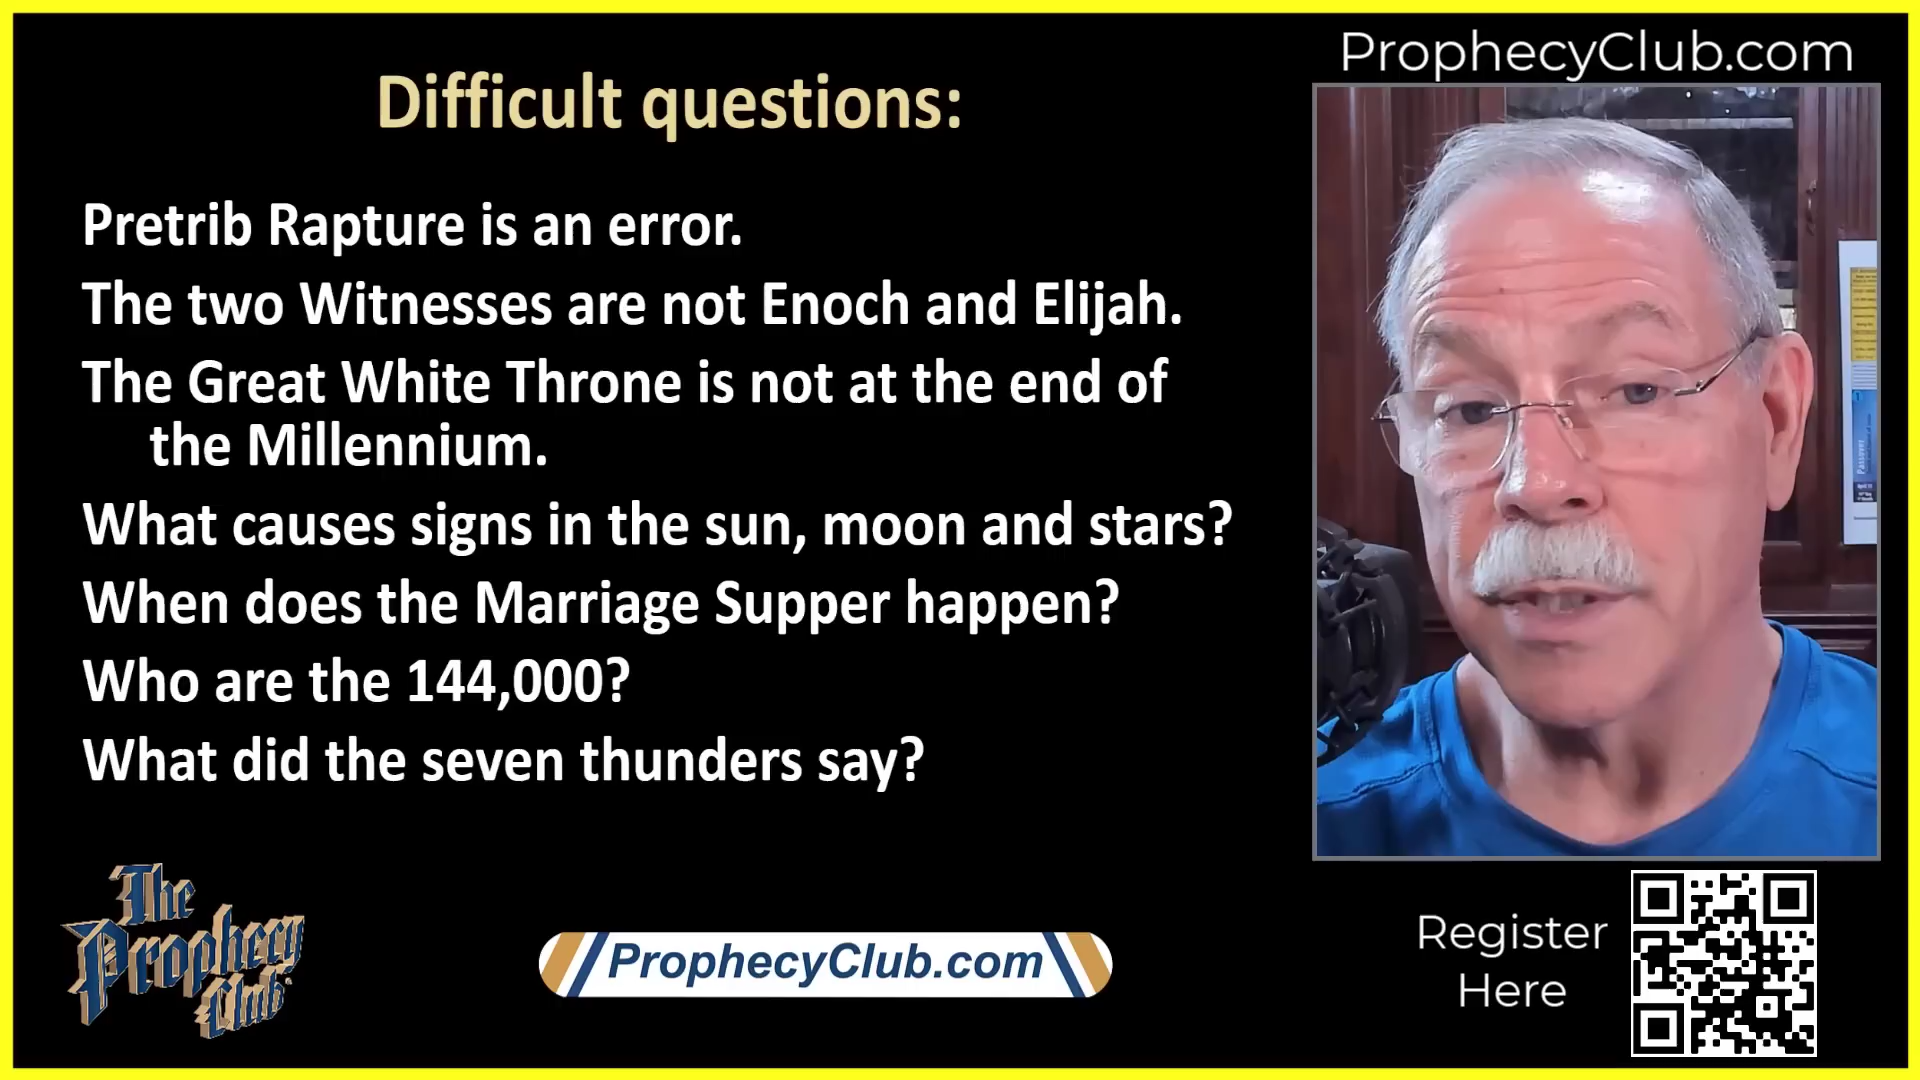 ProphecyClub.com
Difficult questions:
Pretrib Rapture is an error.
The two Witnesses are not Enoch and Elijah.
The Great White Throne is not at the end of
the Millennium.
What causes signs in the sun, moon and stars?
When does the Marriage Supper happen?
Who are the 144,000?
What did the seven thunders say?
Passover
The
Prophecy
Club
ProphecyClub.com
Register
Here